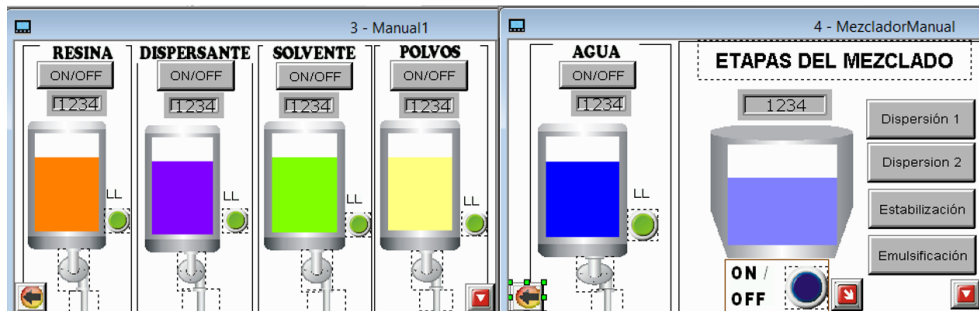 3 - Manual1
RESINA
DISPERSANTE
SOLVENTE
POLVOS
ON/OFF
ON/OFF
ON/OFF
ON/OFF
1234
1234
1234
1234
LL
LL
LL
LL
4 - MezcladorManual
AGUA
ON/OFF
1234
LL
ETAPAS DEL MEZCLADO
1234
Dispersión 1
Dispersion 2
Estabilización
Emulsificación
ON /
OFF